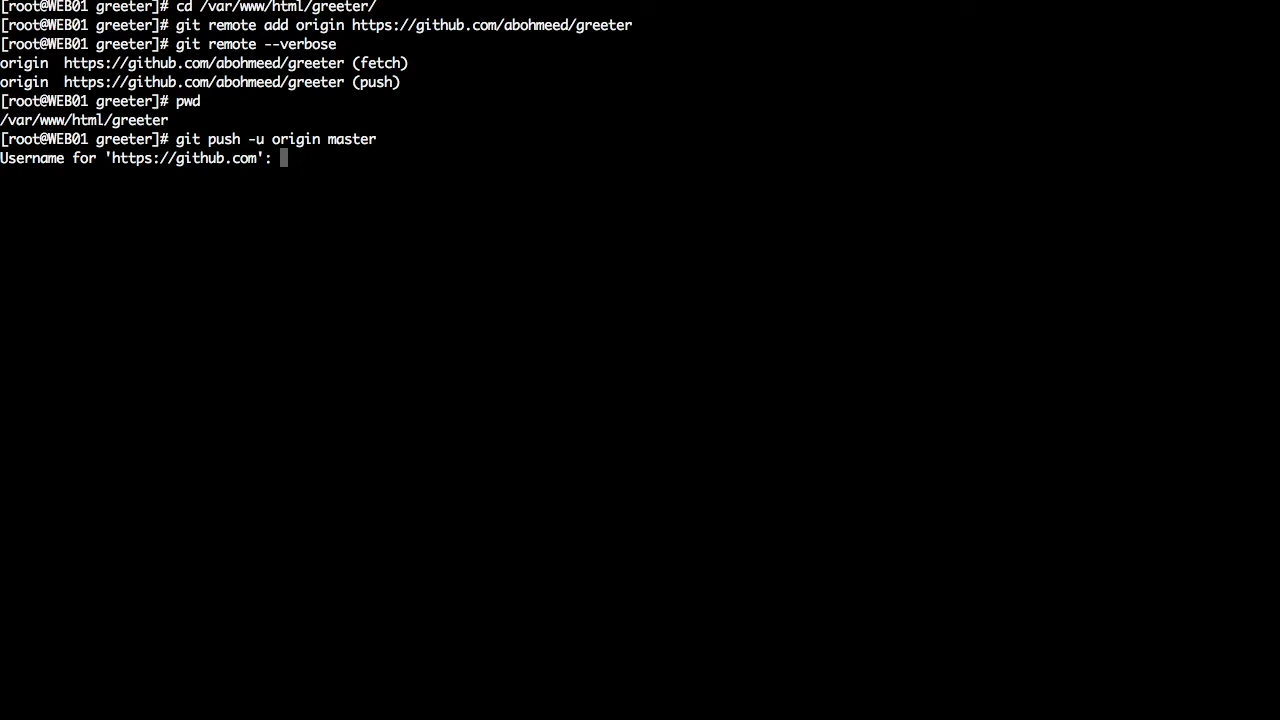 [root@WEB01 greeter]# cd /var/www/html/greeter/
[root@WEB01 greeter]# git remote add origin https://github.com/abohmeed/greeter
[root@WEB01 greeter]# git remote --verbose
origin  https://github.com/abohmeed/greeter (fetch)
origin  https://github.com/abohmeed/greeter (push)
[root@WEB01 greeter]# pwd
/var/www/html/greeter
[root@WEB01 greeter]# git push -u origin master
Username for 'https://github.com':